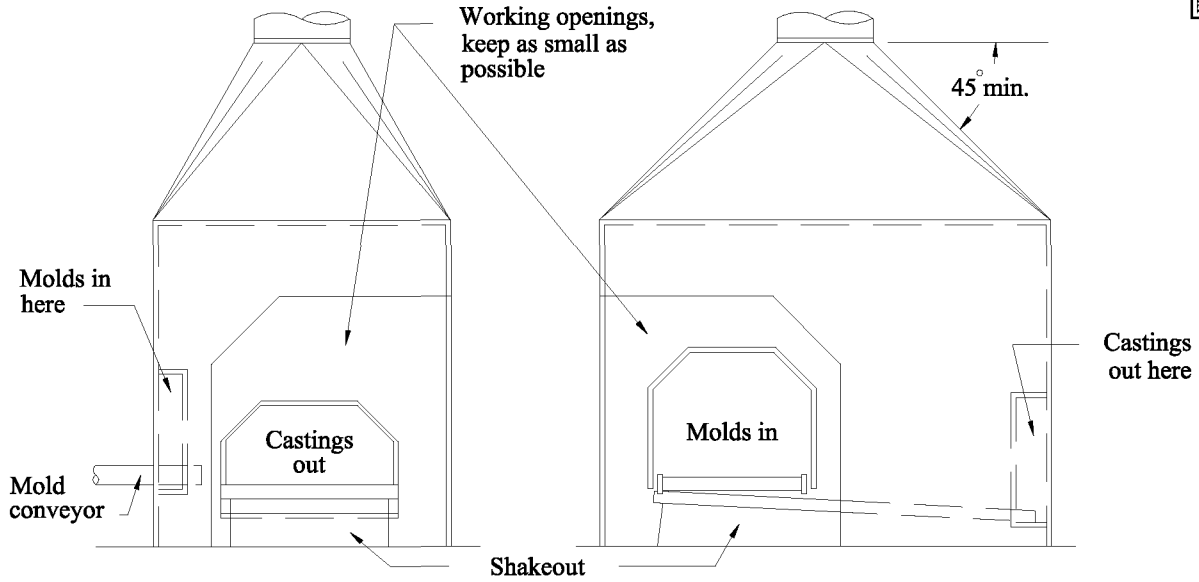 Working openings,
keep as small as
possible
45° min.
Molds in
here
Castings
out here
Castings
out
Molds in
Mold
conveyor
Shakeout